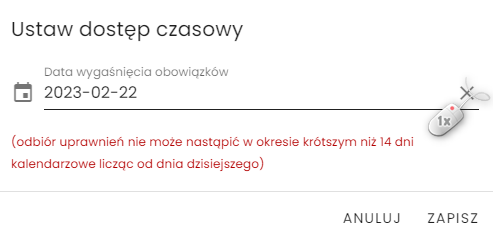 Ustaw dostęp czasowy
Data wygaśnięcia obowiązków
2023-02-22
1x
(odbiór uprawnień nie może nastąpić w okresie krótszym niż 14 dni
kalendarzowe licząc od dnia dzisiejszego)
ANULUJ ZAPISZ